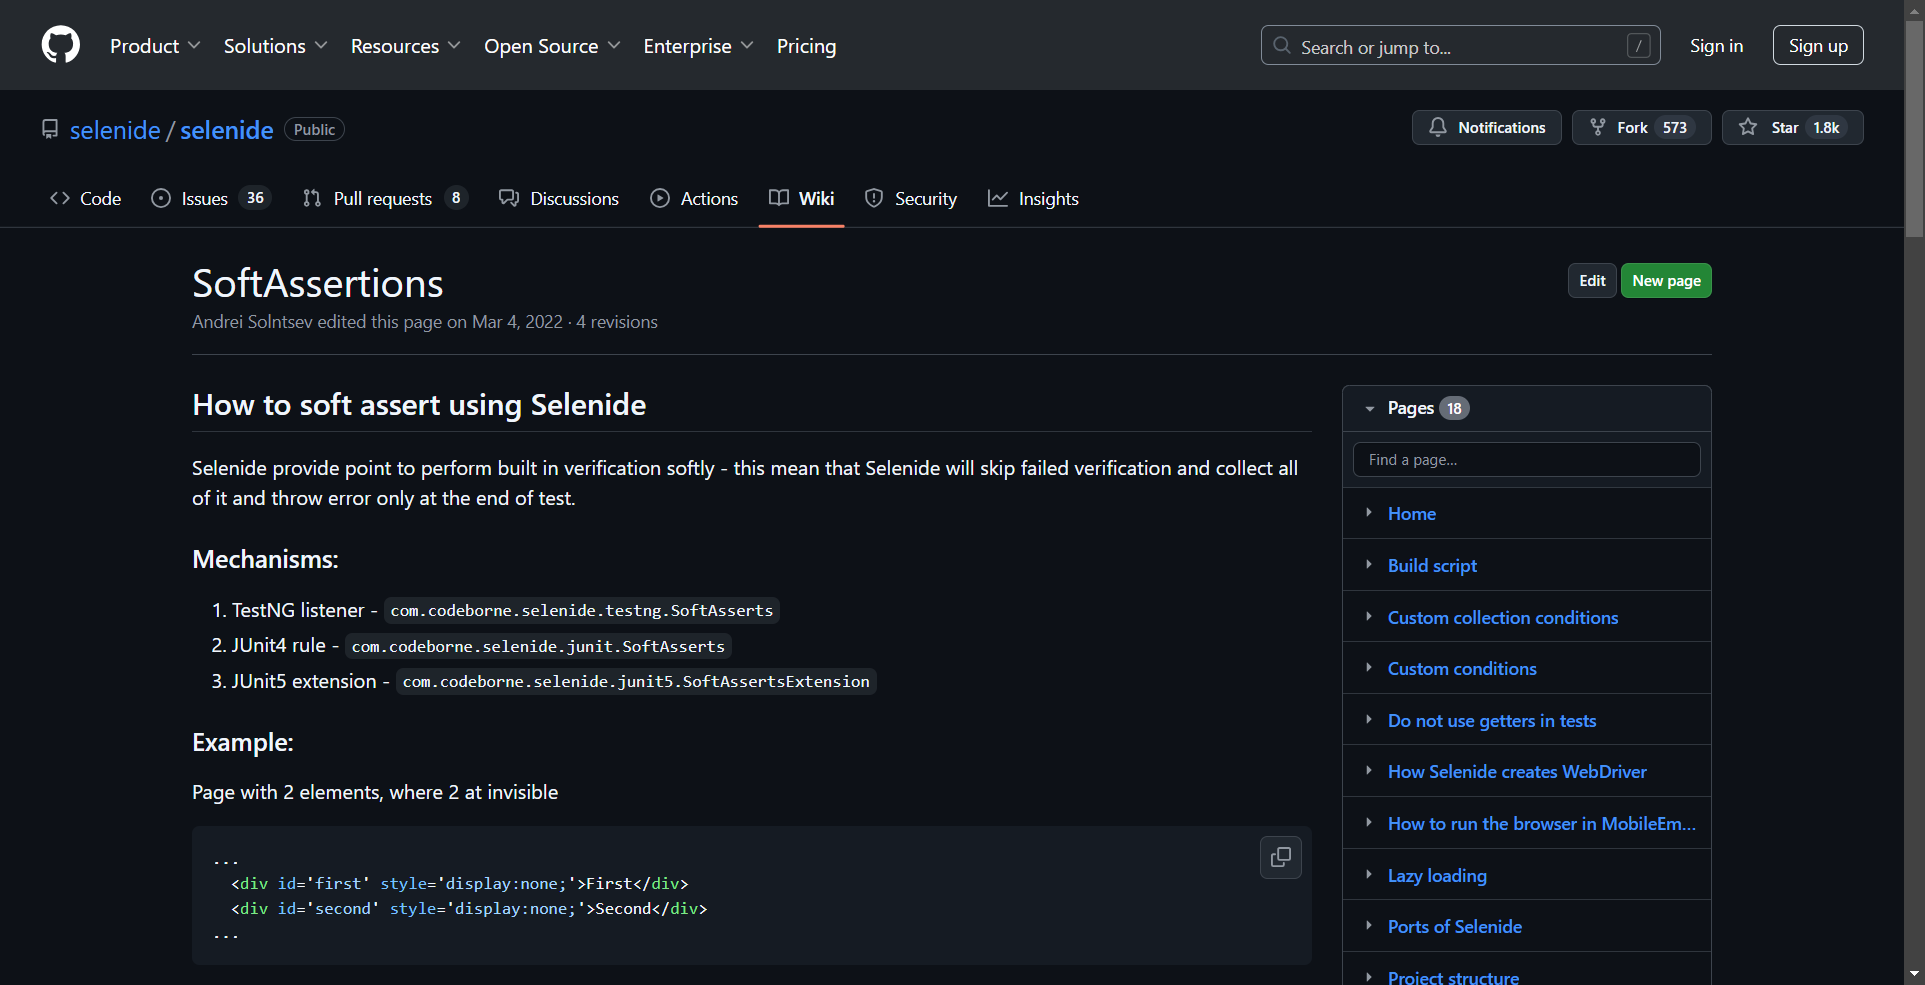 Product Solutions Resources Open Source Enterprise Pricing Search or jump to... / Sign in Sign up
selenide / selenide Public Notifications Fork 573 Star 1.8k
Code Issues 36 Pull requests 8 Discussions Actions Wiki Security Insights
SoftAssertions
Edit New page
Andrei Solntsev edited this page on Mar 4, 2022 · 4 revisions
How to soft assert using Selenide
Selenide provide point to perform built in verification softly - this mean that Selenide will skip failed verification and collect all
of it and throw error only at the end of test.
Mechanisms:
1. TestNG listener - com.codeborne.selenide.testng.SoftAsserts
2. JUnit4 rule - com.codeborne.selenide.junit.SoftAsserts
3. JUnit5 extension - com.codeborne.selenide.junit5.SoftAssertsExtension
Example:
Page with 2 elements, where 2 at invisible
...
<div id='first' style='display:none;'>First</div>
<div id='second' style='display:none;'>Second</div>
...
Pages 18
Find a page...
Home
Build script
Custom collection conditions
Custom conditions
Do not use getters in tests
How Selenide creates WebDriver
How to run the browser in MobileEm...
Lazy loading
Ports of Selenide
Project structure